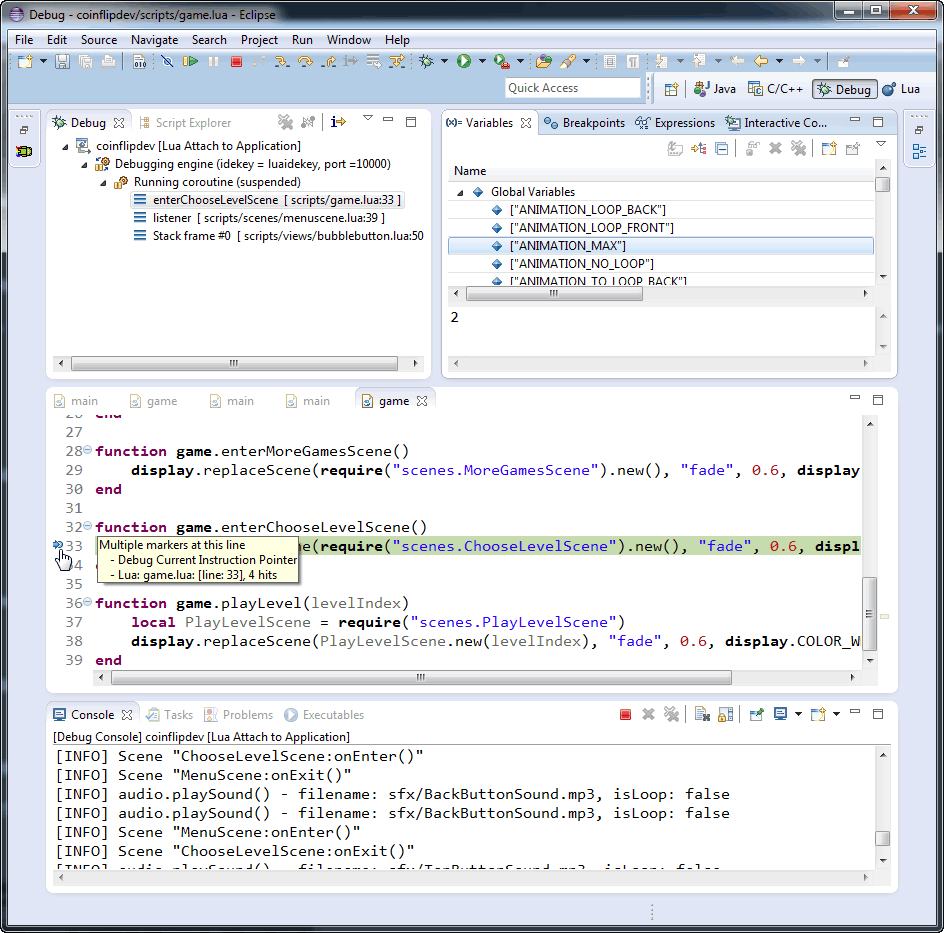 Debug - coinflipdev/scripts/game.lua - Eclipse
File Edit Source Navigate Search Project Run Window Help
Quick Access
Java C/C++ Debug Lua
Debug Script Explorer
coinflipdev [Lua Attach to Application]
Debugging engine (idekey = luaidekey, port =10000)
Running coroutine (suspended)
enterChooseLevelScene [ scripts/game.lua:33 ]
listener [ scripts/scenes/menuscene.lua:39 ]
Stack frame #0 [ scripts/views/bubblebutton.lua:50
(x)= Variables Breakpoints Expressions Interactive Co...
Name
Global Variables
["ANIMATION_LOOP_BACK"]
["ANIMATION_LOOP_FRONT"]
["ANIMATION_MAX"]
["ANIMATION_NO_LOOP"]
["ANIMATION_TO_LOOP_BACK"]
2
main game main main game
26 end
27
28 function game.enterMoreGamesScene()
29 display.replaceScene(require("scenes.MoreGamesScene").new(), "fade", 0.6, display
30 end
31
32 function game.enterChooseLevelScene()
33 e(require("scenes.ChooseLevelScene").new(), "fade", 0.6, displ
Multiple markers at this line
- Debug Current Instruction Pointer
- Lua: game.lua: [line: 33], 4 hits
34
35
36 function game.playLevel(levelIndex)
37 local PlayLevelScene = require("scenes.PlayLevelScene")
38 display.replaceScene(PlayLevelScene.new(levelIndex), "fade", 0.6, display.COLOR_W
39 end
Console Tasks Problems Executables
[Debug Console] coinflipdev [Lua Attach to Application]
[INFO] Scene "ChooseLevelScene:onEnter()"
[INFO] Scene "MenuScene:onExit()"
[INFO] audio.playSound() - filename: sfx/BackButtonSound.mp3, isLoop: false
[INFO] audio.playSound() - filename: sfx/BackButtonSound.mp3, isLoop: false
[INFO] Scene "MenuScene:onEnter()"
[INFO] Scene "ChooseLevelScene:onExit()"
[INFO] audio.playSound() - filename: sfx/TapButtonSound.mp3, isLoop: false